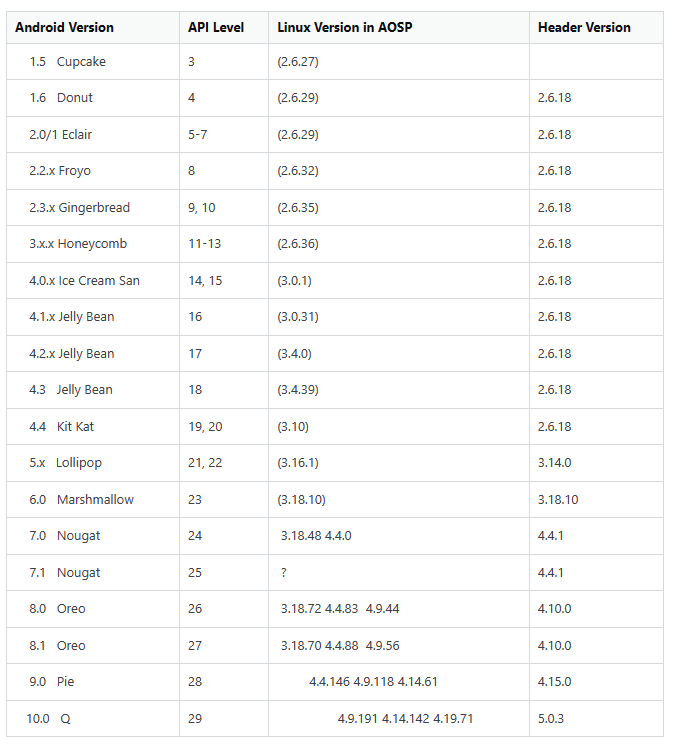 Android Version API Level Linux Version in AOSP Header Version
1.5 Cupcake 3 (2.6.27)
1.6 Donut 4 (2.6.29) 2.6.18
2.0/1 Eclair 5-7 (2.6.29) 2.6.18
2.2.x Froyo 8 (2.6.32) 2.6.18
2.3.x Gingerbread 9, 10 (2.6.35) 2.6.18
3.x.x Honeycomb 11-13 (2.6.36) 2.6.18
4.0.x Ice Cream San 14, 15 (3.0.1) 2.6.18
4.1.x Jelly Bean 16 (3.0.31) 2.6.18
4.2.x Jelly Bean 17 (3.4.0) 2.6.18
4.3 Jelly Bean 18 (3.4.39) 2.6.18
4.4 Kit Kat 19, 20 (3.10) 2.6.18
5.x Lollipop 21, 22 (3.16.1) 3.14.0
6.0 Marshmallow 23 (3.18.10) 3.18.10
7.0 Nougat 24 3.18.48 4.4.0 4.4.1
7.1 Nougat 25 ? 4.4.1
8.0 Oreo 26 3.18.72 4.4.83 4.9.44 4.10.0
8.1 Oreo 27 3.18.70 4.4.88 4.9.56 4.10.0
9.0 Pie 28 4.4.146 4.9.118 4.14.61 4.15.0
10.0 Q 29 4.9.191 4.14.142 4.19.71 5.0.3